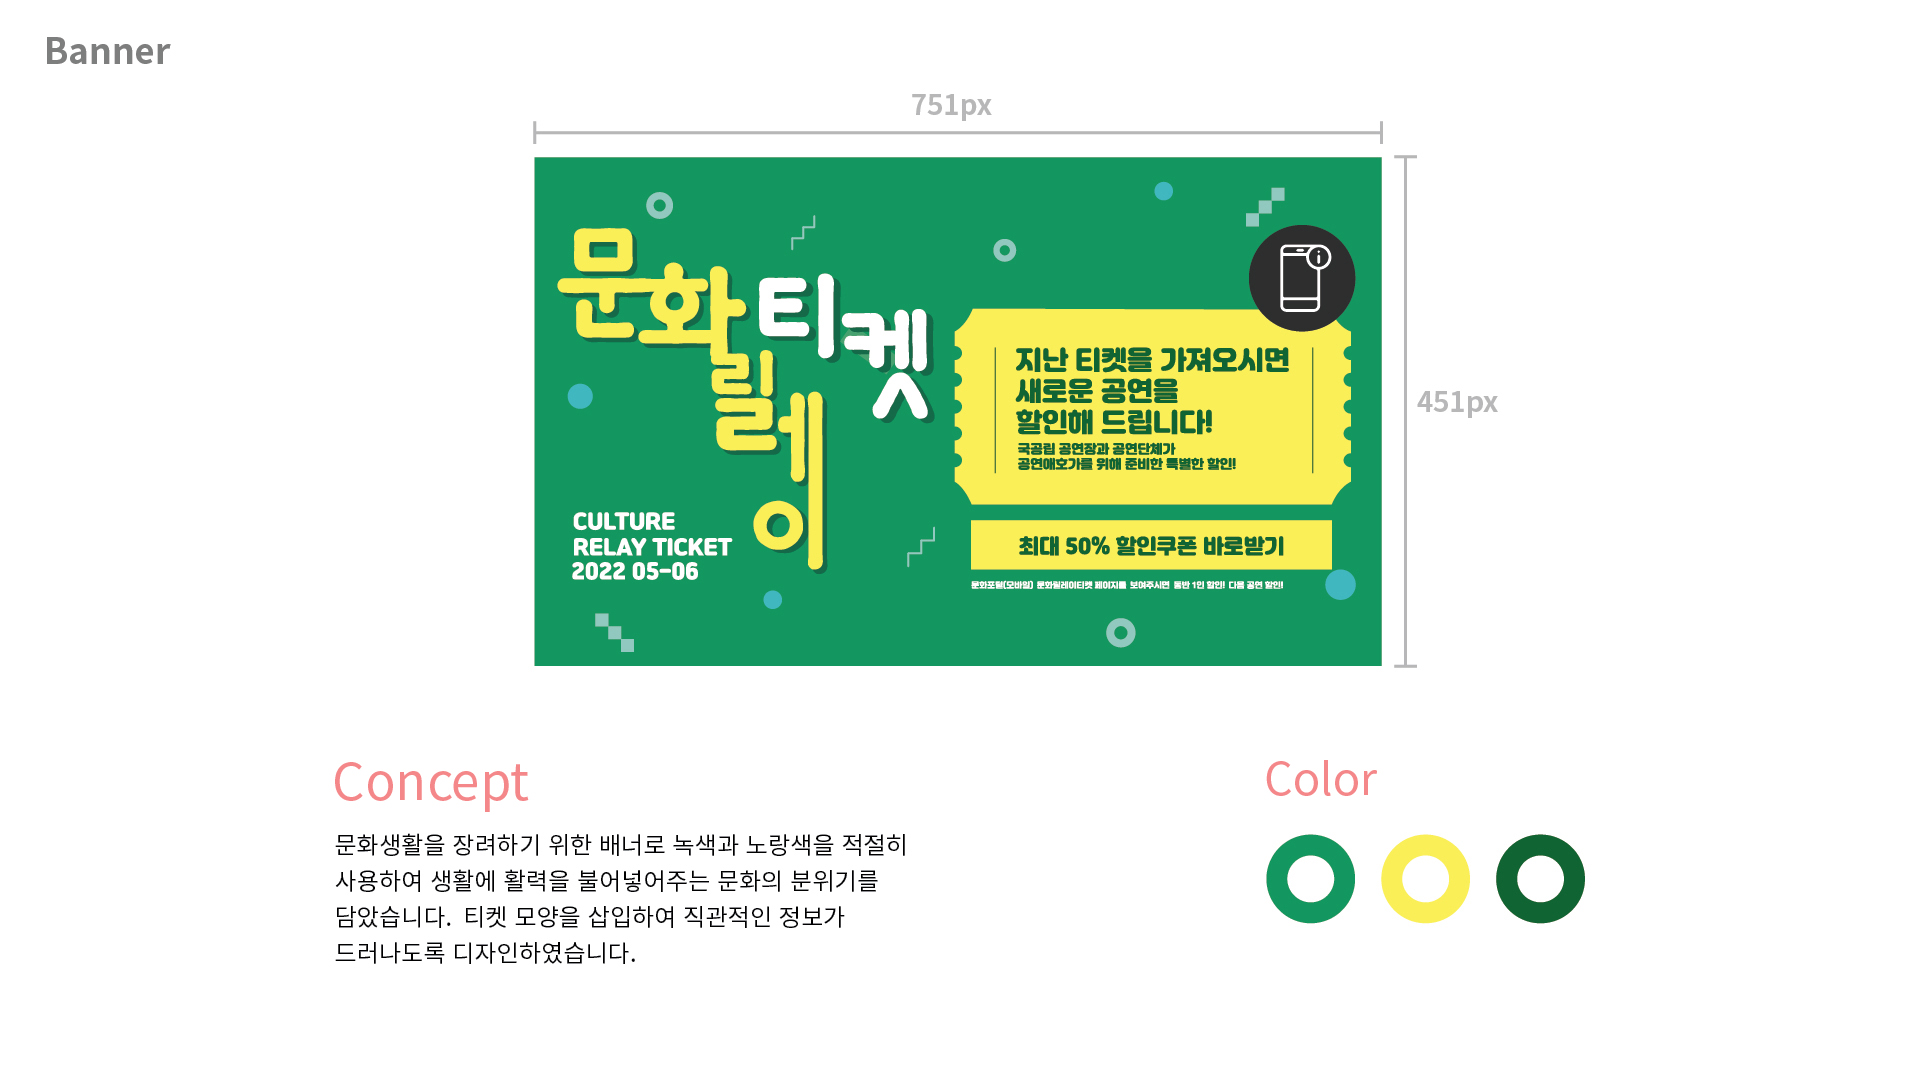 Banner
751px
451px
문화티켓
릴레이
CULTURE
RELAY TICKET
2022 05-06
지난 티켓을 가져오시면
새로운 공연을
할인해 드립니다!
국공립 공연장과 공연단체가
공연애호가를 위해 준비한 특별한 할인!
최대 50% 할인쿠폰 바로받기
문화포털(모바일) 문화릴레이티켓 페이지를 보여주시면 동반 1인 할인! 다음 공연 할인!
Concept
문화생활을 장려하기 위한 배너로 녹색과 노랑색을 적절히
사용하여 생활에 활력을 불어넣어주는 문화의 분위기를
담았습니다. 티켓 모양을 삽입하여 직관적인 정보가
드러나도록 디자인하였습니다.
Color